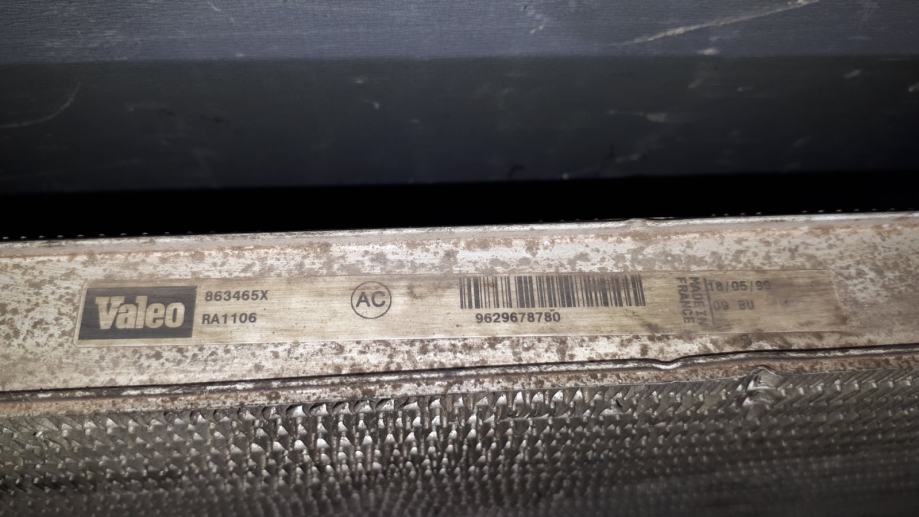 Valeo
863465X
RA1106
AC
9629678780
MADE IN
FRANCE
18/05/99
09 BU